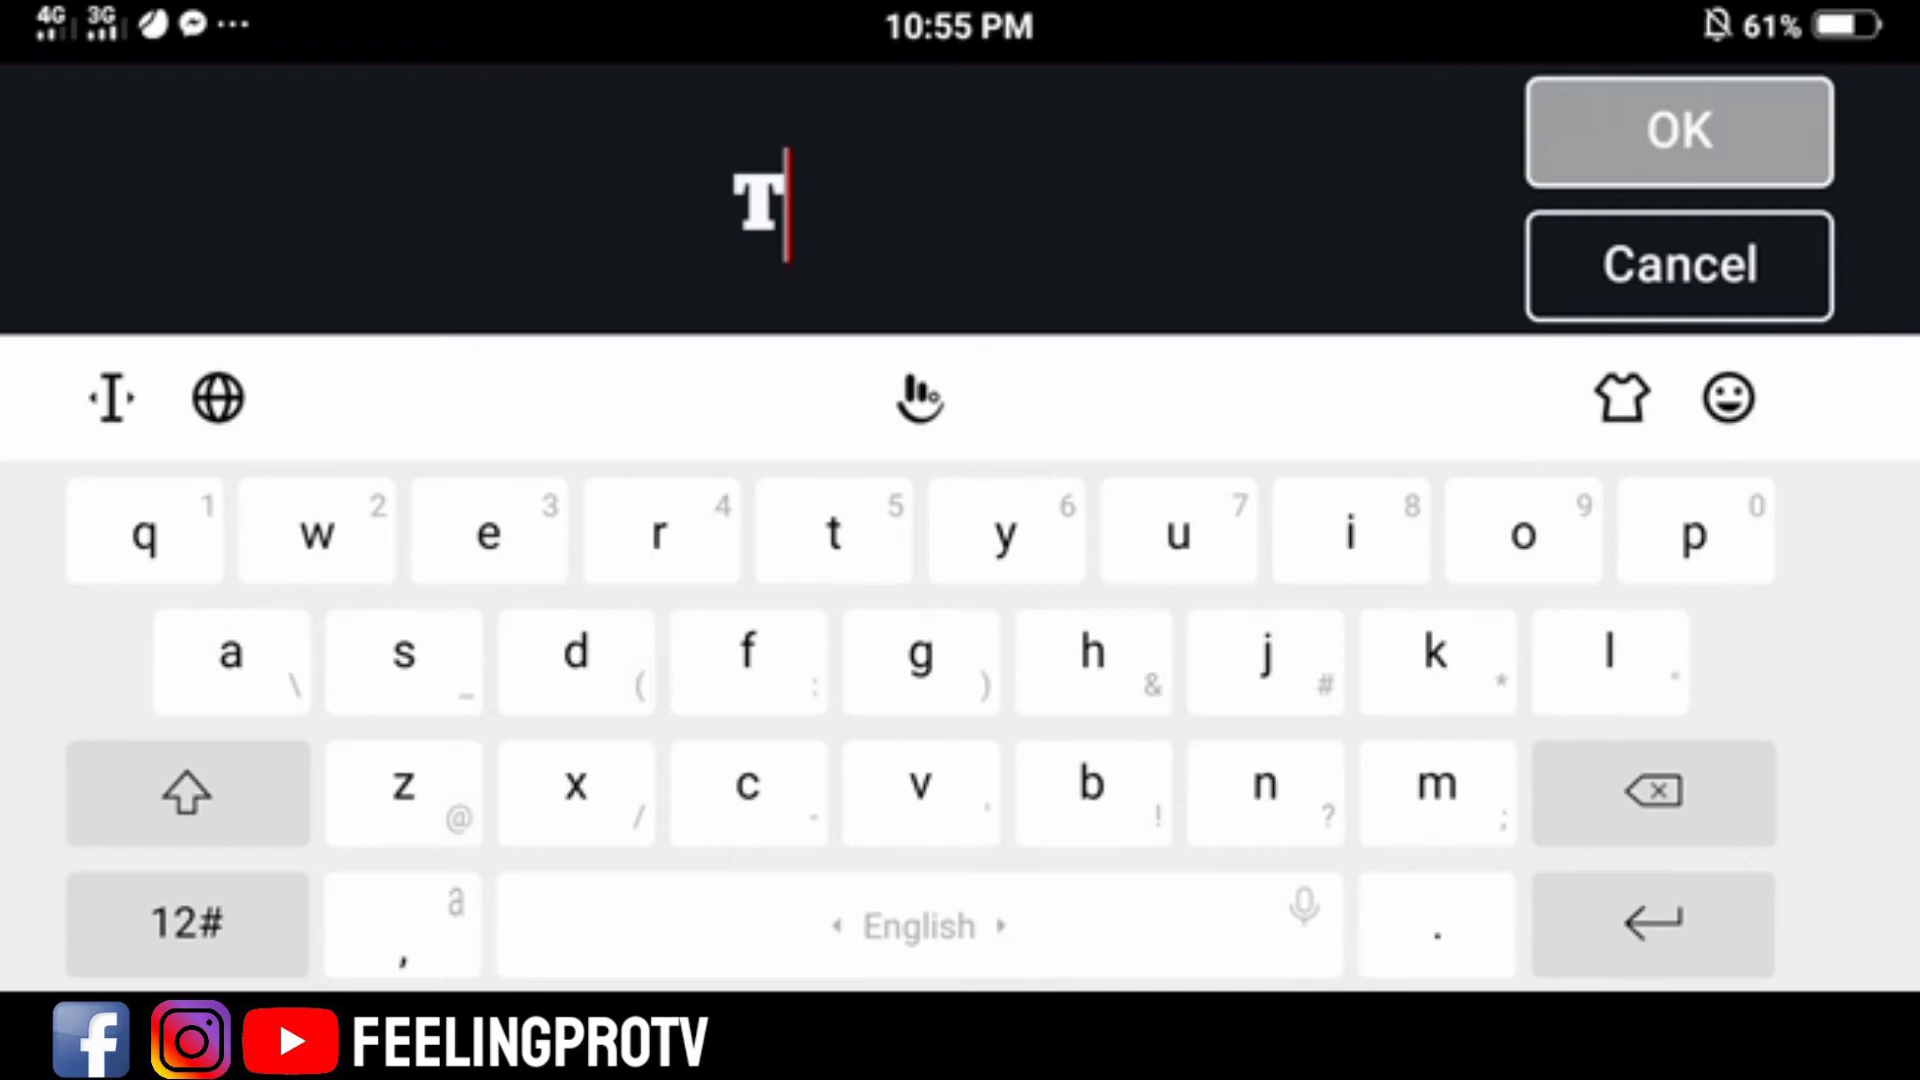 4G 3G 10:55 PM 61%
OK
T
Cancel
q 1 w 2 e 3 r 4 t 5 y 6 u 7 i 8 o 9 p 0
a \ s _ d ( f : g ) h & j # k * l "
z @ x / c - v ' b ! n ? m ;
12# , a English .
f FEELINGPROTV